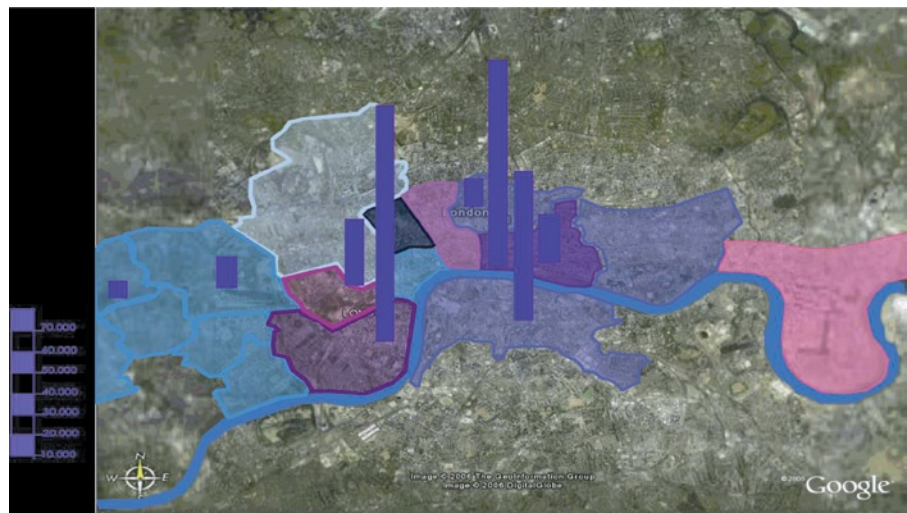 London
70.000
60.000
50.000
40.000
30.000
20.000
10.000
N
W
E
S
Image © 2006 The GeoInformation Group
Image © 2006 DigitalGlobe
Google